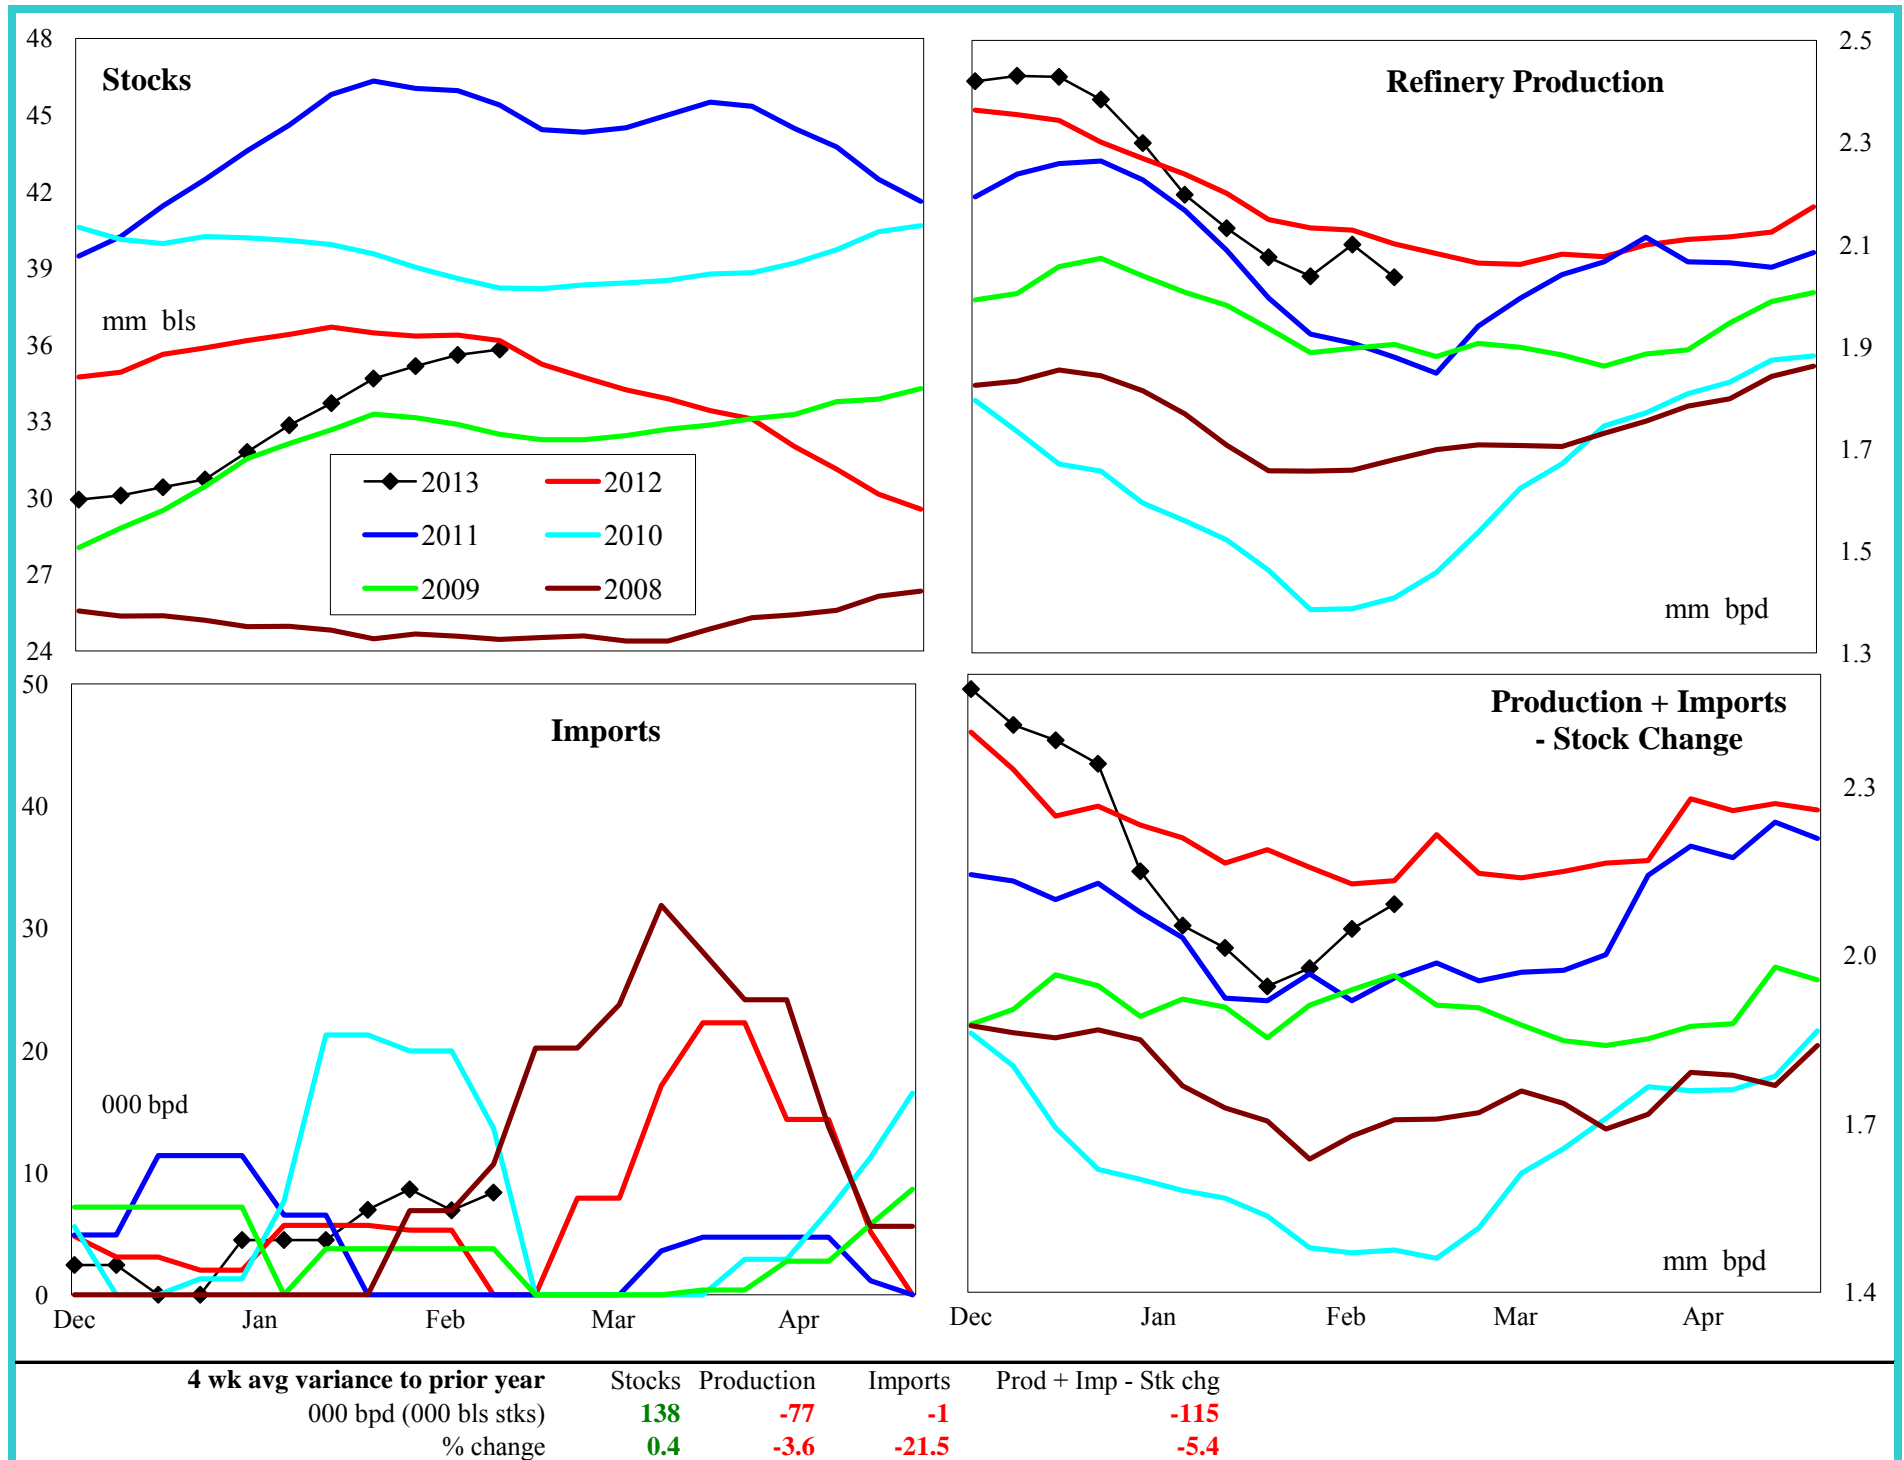 Stocks
48
45
42
39
36
33
30
27
24
mm bls
2013 2012
2011 2010
2009 2008
Refinery Production
2.5
2.3
2.1
1.9
1.7
1.5
1.3
mm bpd
Imports
50
40
30
20
10
0
000 bpd
Dec Jan Feb Mar Apr
Production + Imports
- Stock Change
2.3
2.0
1.7
1.4
mm bpd
Dec Jan Feb Mar Apr
4 wk avg variance to prior year Stocks Production Imports Prod + Imp - Stk chg
000 bpd (000 bls stks) 138 -77 -1 -115
% change 0.4 -3.6 -21.5 -5.4